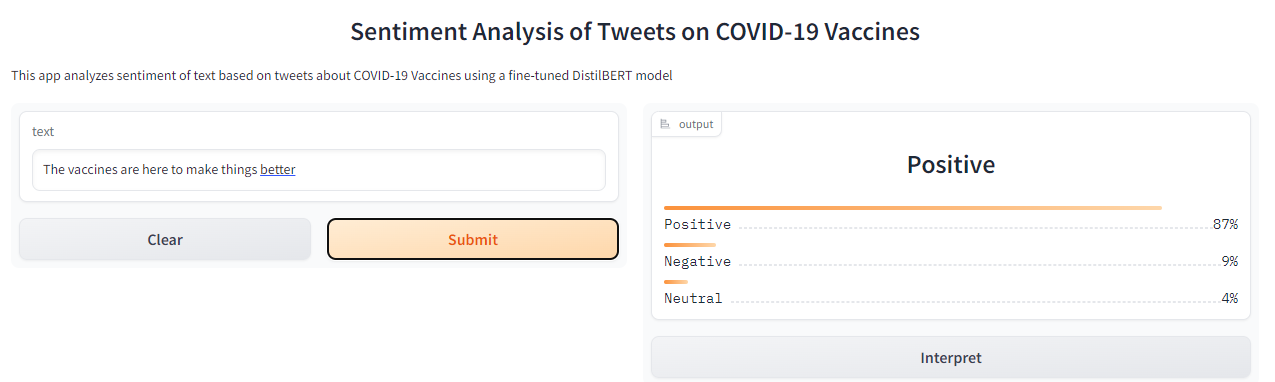 Sentiment Analysis of Tweets on COVID-19 Vaccines
This app analyzes sentiment of text based on tweets about COVID-19 Vaccines using a fine-tuned DistilBERT model
text
The vaccines are here to make things better
Clear
Submit
output
Positive
Positive 87%
Negative 9%
Neutral 4%
Interpret